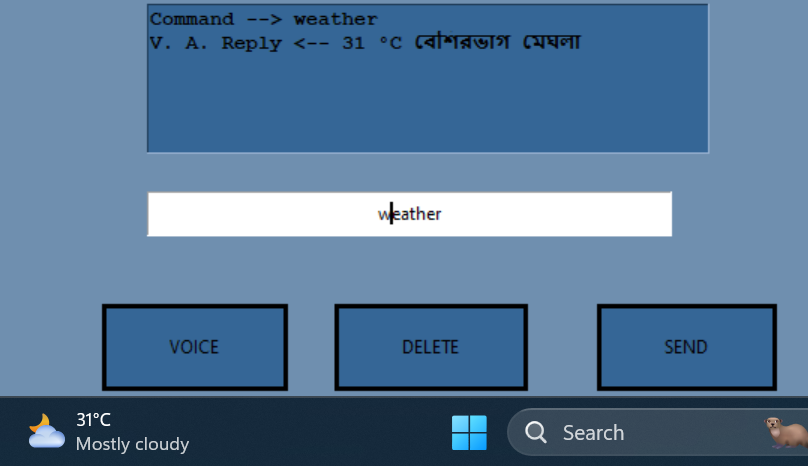 Command --> weather
V. A. Reply <-- 31 °C বেশিরভাগ মেঘলা
weather
VOICE
DELETE
SEND
31°C
Mostly cloudy
Search